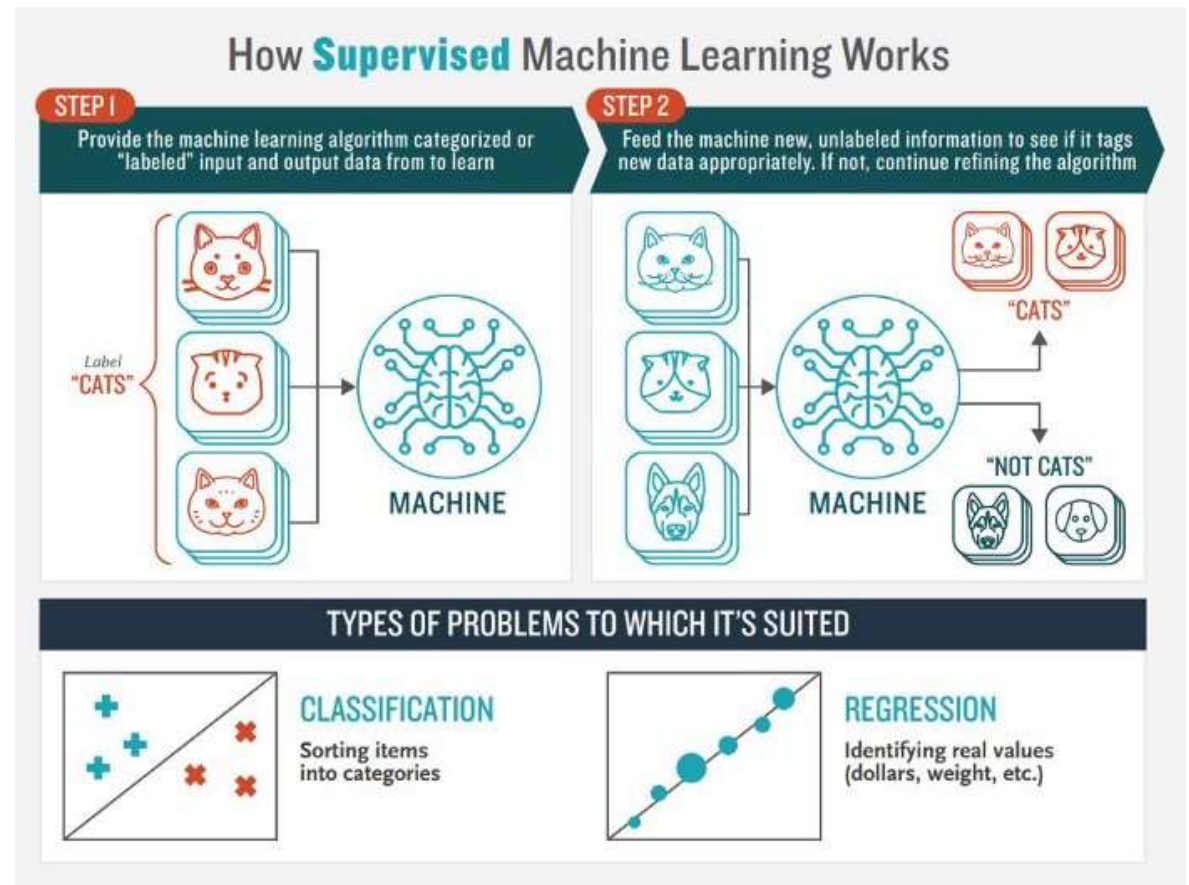 How Supervised Machine Learning Works
STEP 1
Provide the machine learning algorithm categorized or
"labeled" input and output data from to learn
STEP 2
Feed the machine new, unlabeled information to see if it tags
new data appropriately. If not, continue refining the algorithm
Label
"CATS"
MACHINE
MACHINE
"CATS"
"NOT CATS"
TYPES OF PROBLEMS TO WHICH IT'S SUITED
CLASSIFICATION
Sorting items
into categories
REGRESSION
Identifying real values
(dollars, weight, etc.)